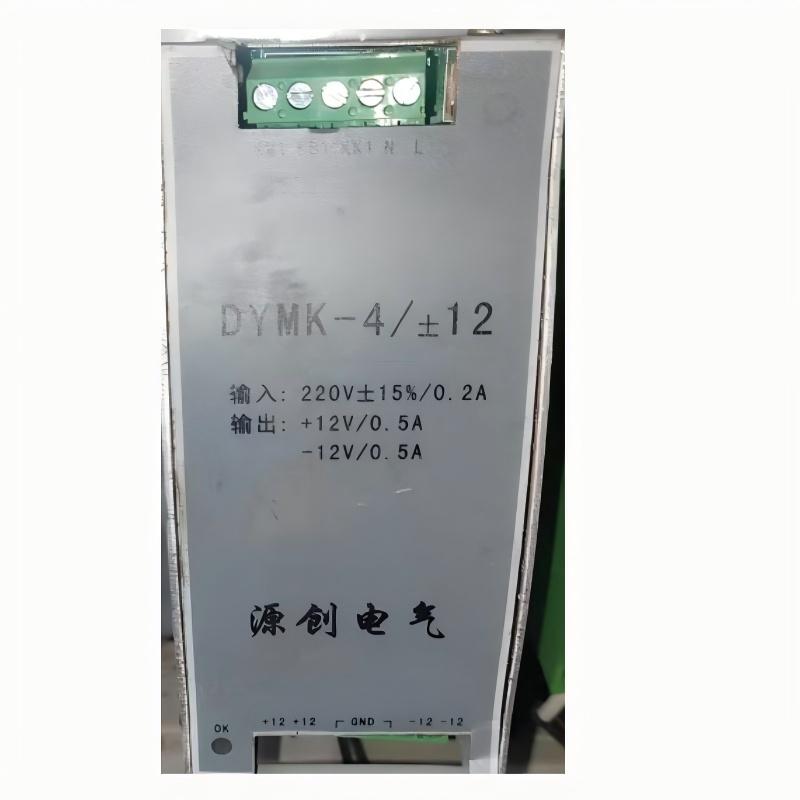 N L
DYMK-4/±12
输入: 220V±15%/0.2A
输出: +12V/0.5A
-12V/0.5A
源创电气
OK +12 +12 GND -12 -12